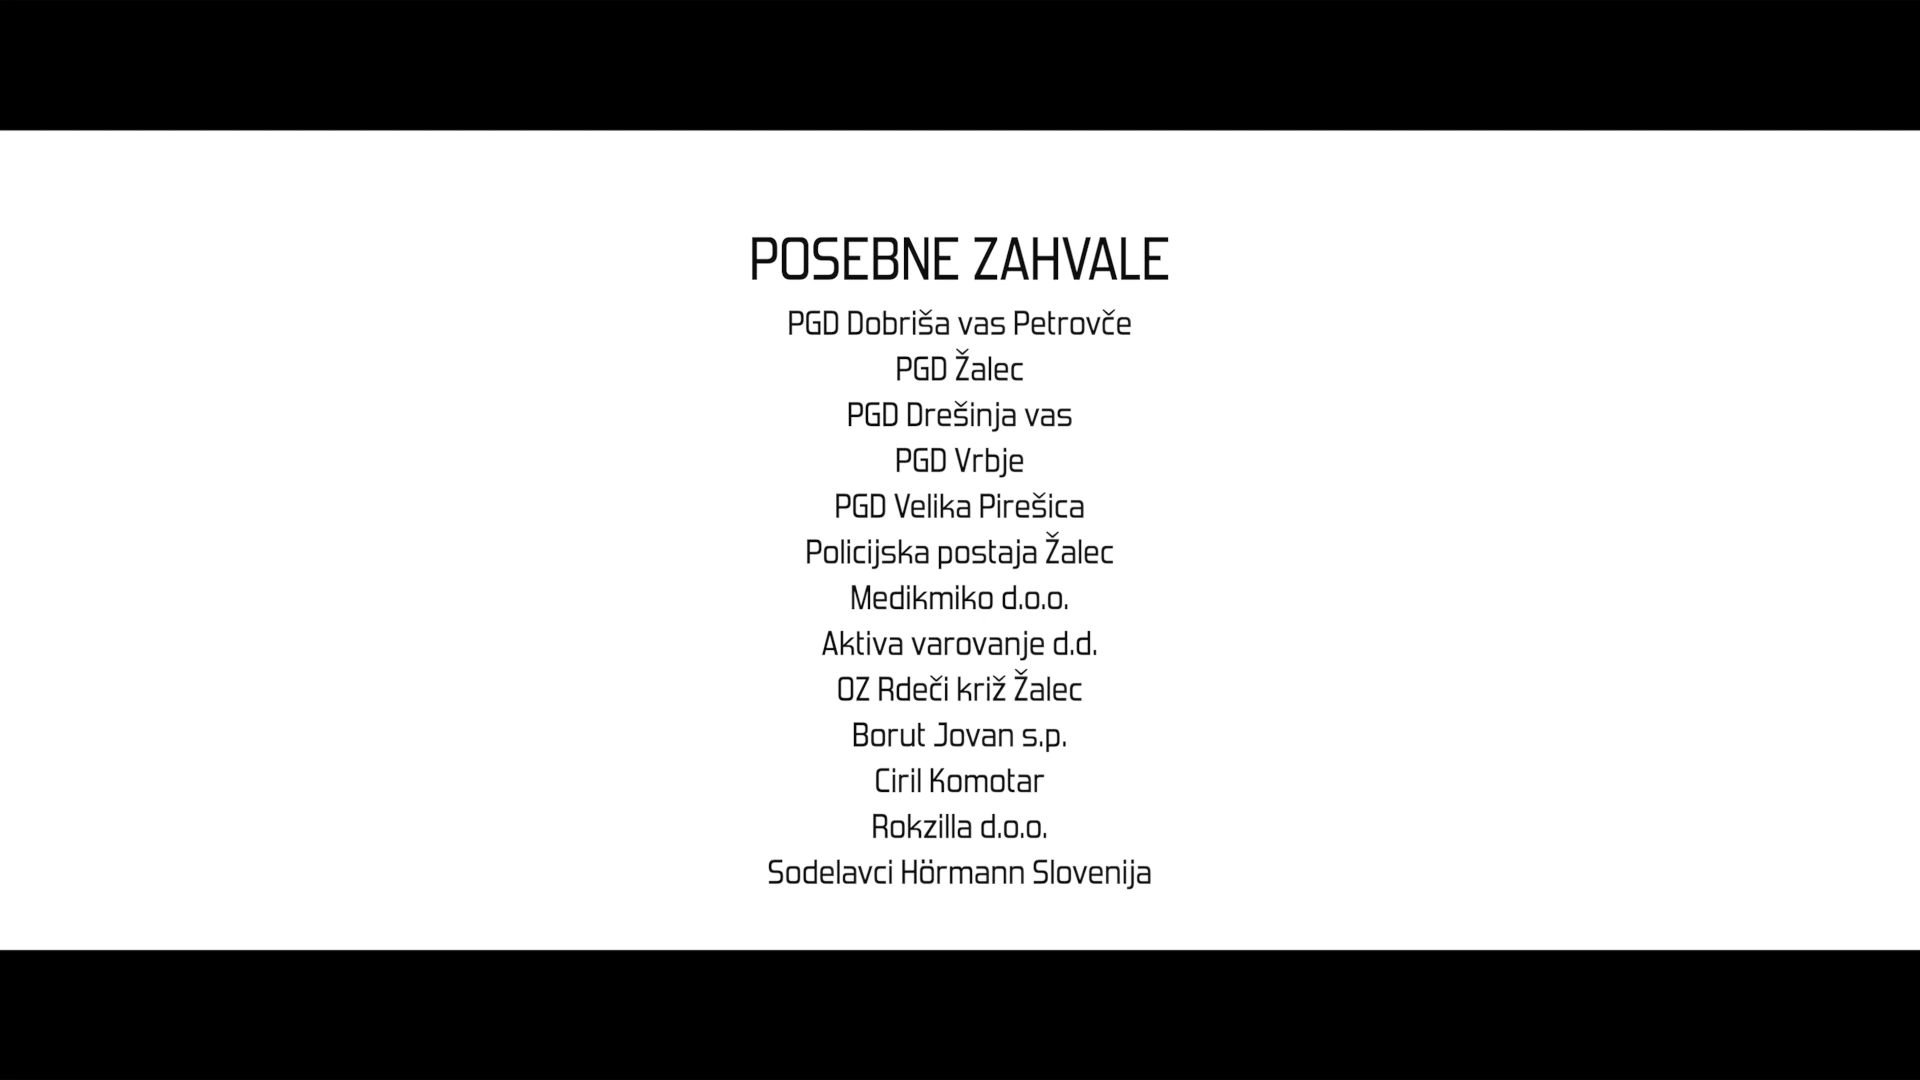 POSEBNE ZAHVALE
PGD Dobriša vas Petrovče
PGD Žalec
PGD Drešinja vas
PGD Vrbje
PGD Velika Pirešica
Policijska postaja Žalec
Medikmiko d.o.o.
Aktiva varovanje d.d.
OZ Rdeči križ Žalec
Borut Jovan s.p.
Ciril Komotar
Rokzilla d.o.o.
Sodelavci Hörmann Slovenija